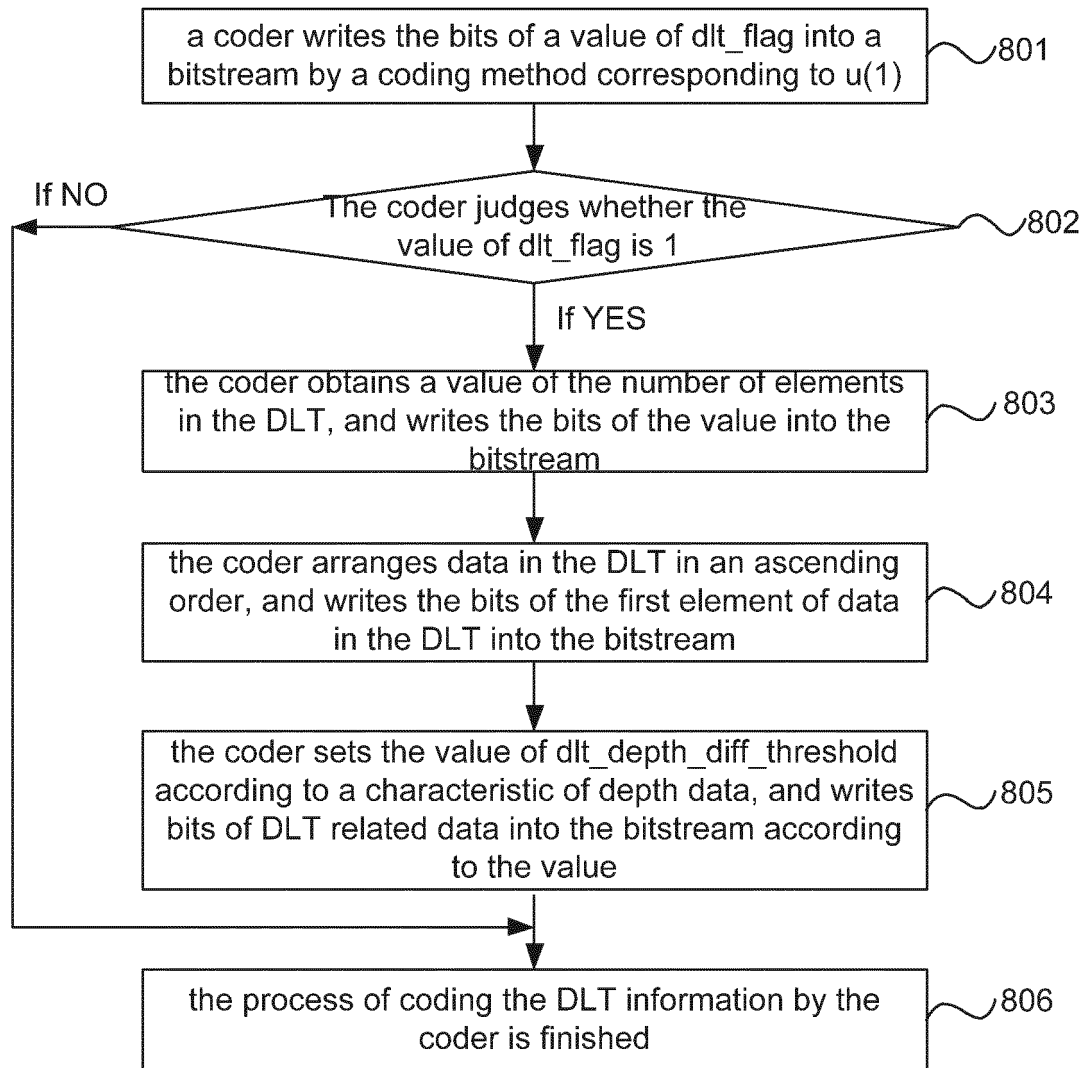 a coder writes the bits of a value of dlt_flag into a
bitstream by a coding method corresponding to u(1)
801
If NO
The coder judges whether the
value of dlt_flag is 1
802
If YES
the coder obtains a value of the number of elements
in the DLT, and writes the bits of the value into the
bitstream
803
the coder arranges data in the DLT in an ascending
order, and writes the bits of the first element of data
in the DLT into the bitstream
804
the coder sets the value of dlt_depth_diff_threshold
according to a characteristic of depth data, and writes
bits of DLT related data into the bitstream according
to the value
805
the process of coding the DLT information by the
coder is finished
806